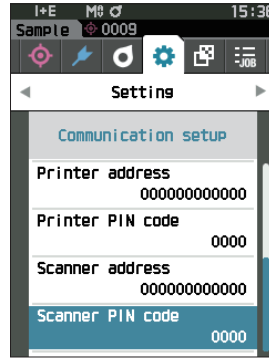 I+E M0 15:36
Sample 0009
JOB
Setting
Communication setup
Printer address
000000000000
Printer PIN code
0000
Scanner address
000000000000
Scanner PIN code
0000